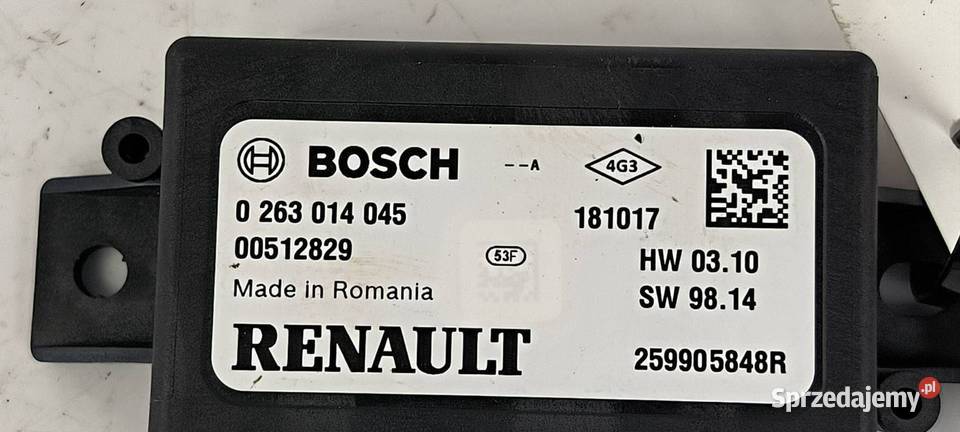 BOSCH --A 4G3
0 263 014 045 181017
00512829 53F HW 03.10
Made in Romania SW 98.14
RENAULT 259905848R
Sprzedajemy.pl